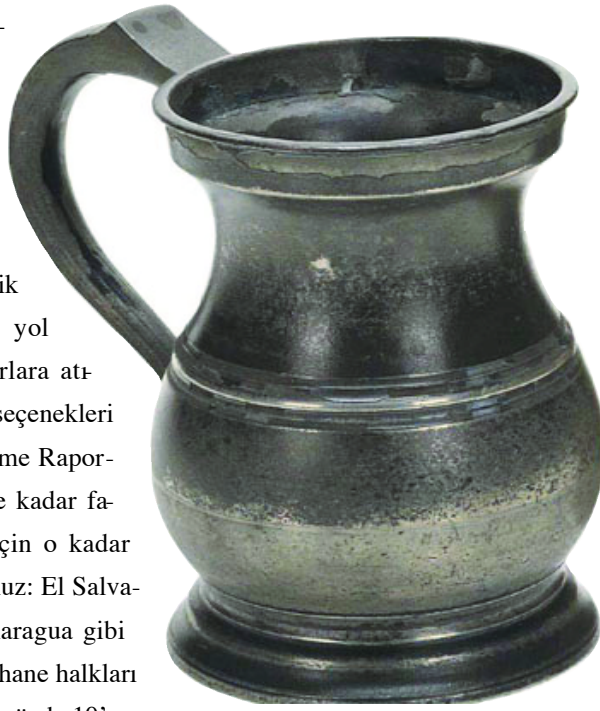 ik
yol
rlara atı-
seçenekleri
me Rapor-
e kadar fa-
çin o kadar
uz: El Salva-
aragua gibi
hane halkları